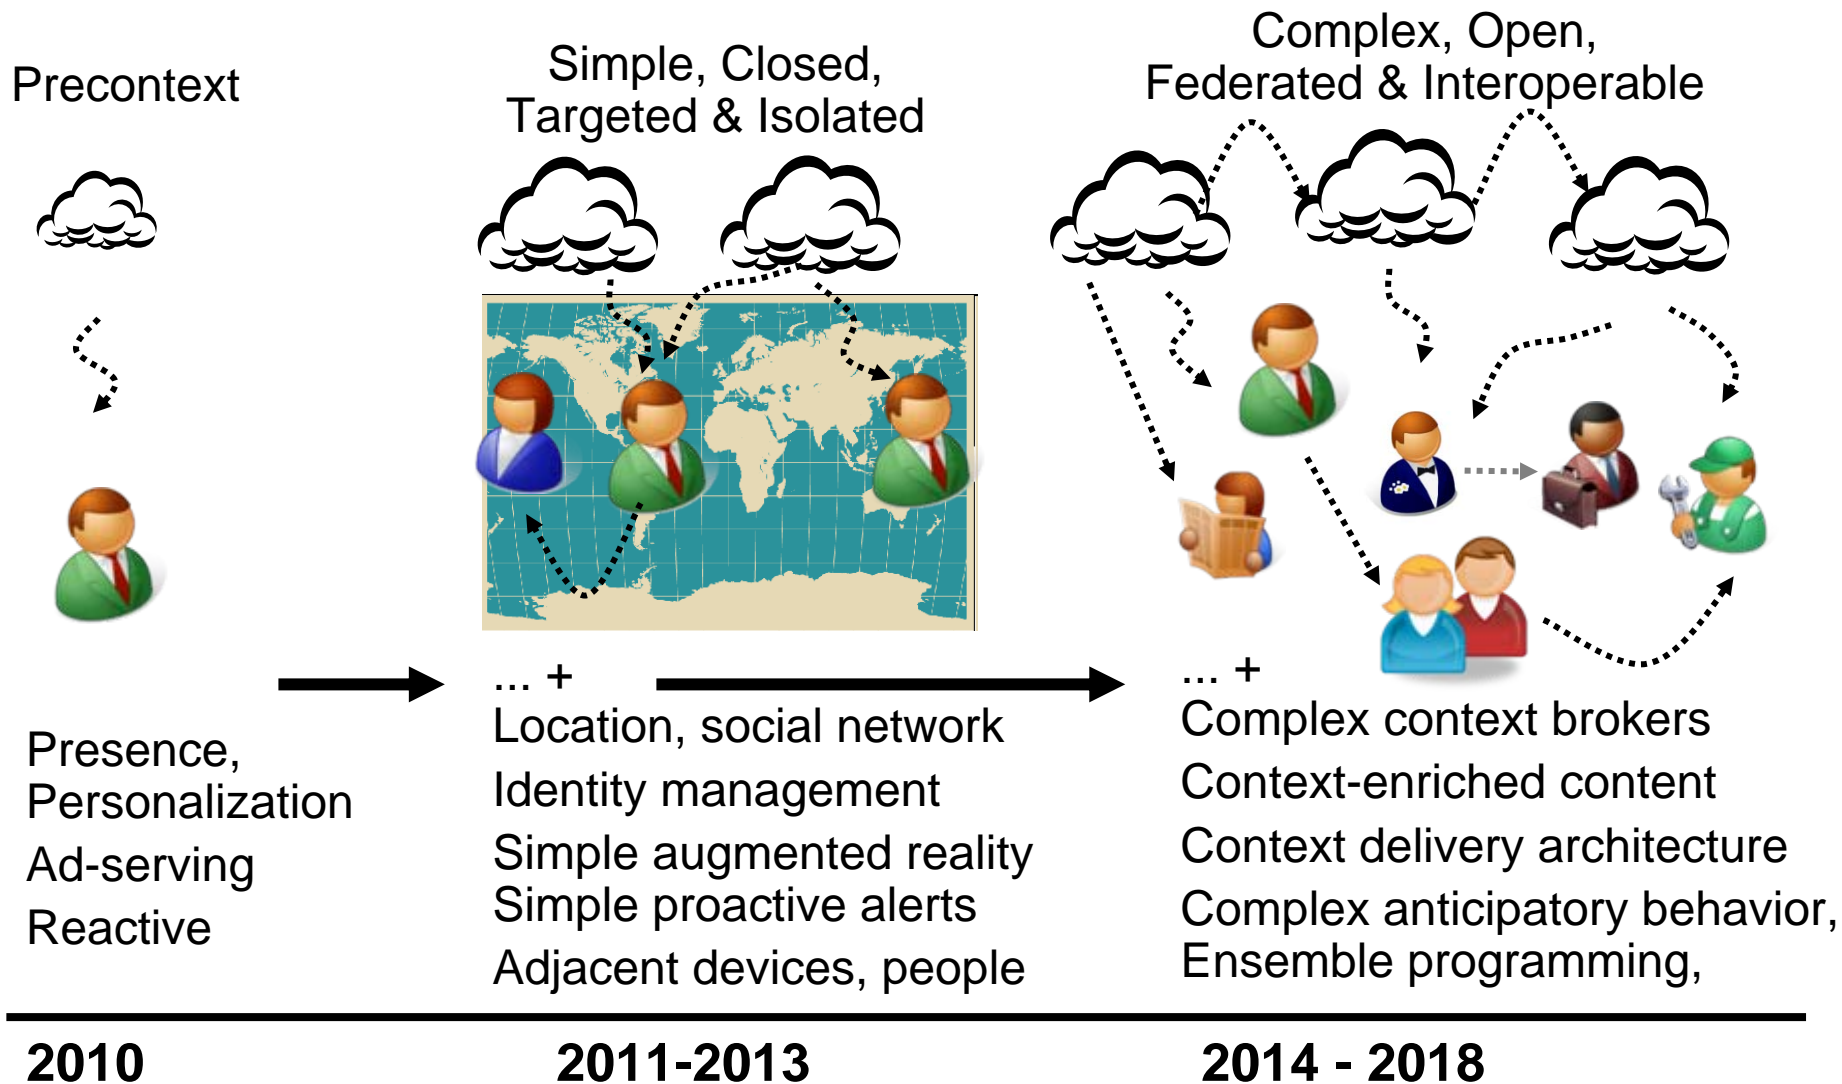 Precontext
Simple, Closed,
Targeted & Isolated
Complex, Open,
Federated & Interoperable
Presence,
Personalization
Ad-serving
Reactive
... +
Location, social network
Identity management
Simple augmented reality
Simple proactive alerts
Adjacent devices, people
... +
Complex context brokers
Context-enriched content
Context delivery architecture
Complex anticipatory behavior,
Ensemble programming,
2010
2011-2013
2014 - 2018